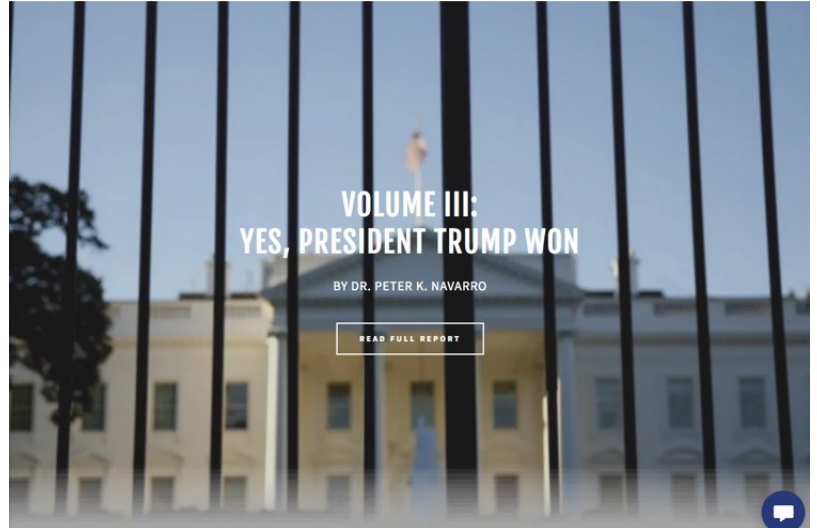 VOLUME III:
YES, PRESIDENT TRUMP WON
BY DR. PETER K. NAVARRO
READ FULL REPORT